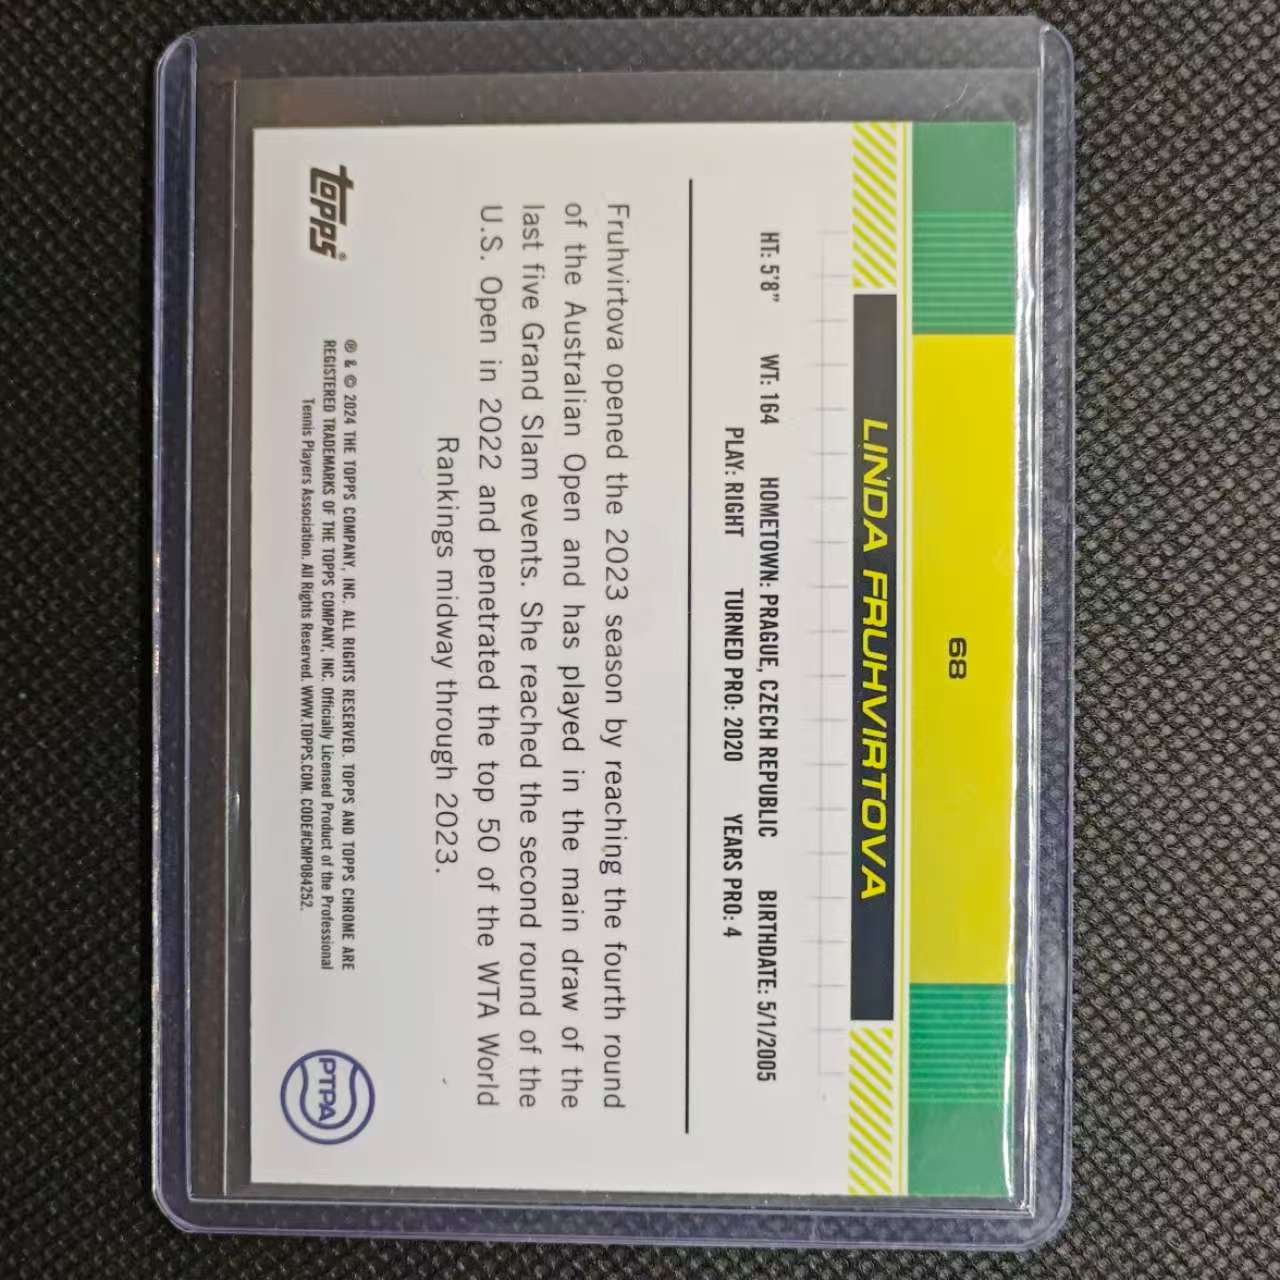 68
LINDA FRUHVIRTOVA
HT: 5'8" WT: 164 HOMETOWN: PRAGUE, CZECH REPUBLIC BIRTHDATE: 5/1/2005
PLAY: RIGHT TURNED PRO: 2020 YEARS PRO: 4
Fruhvirtova opened the 2023 season by reaching the fourth round
of the Australian Open and has played in the main draw of the
last five Grand Slam events. She reached the second round of the
U.S. Open in 2022 and penetrated the top 50 of the WTA World
Rankings midway through 2023.
topps®
® & © 2024 THE TOPPS COMPANY, INC. ALL RIGHTS RESERVED. TOPPS AND TOPPS CHROME ARE
REGISTERED TRADEMARKS OF THE TOPPS COMPANY, INC. Officially Licensed Product of the Professional
Tennis Players Association. All Rights Reserved. WWW.TOPPS.COM. CODE#CMP084252.
PTPA